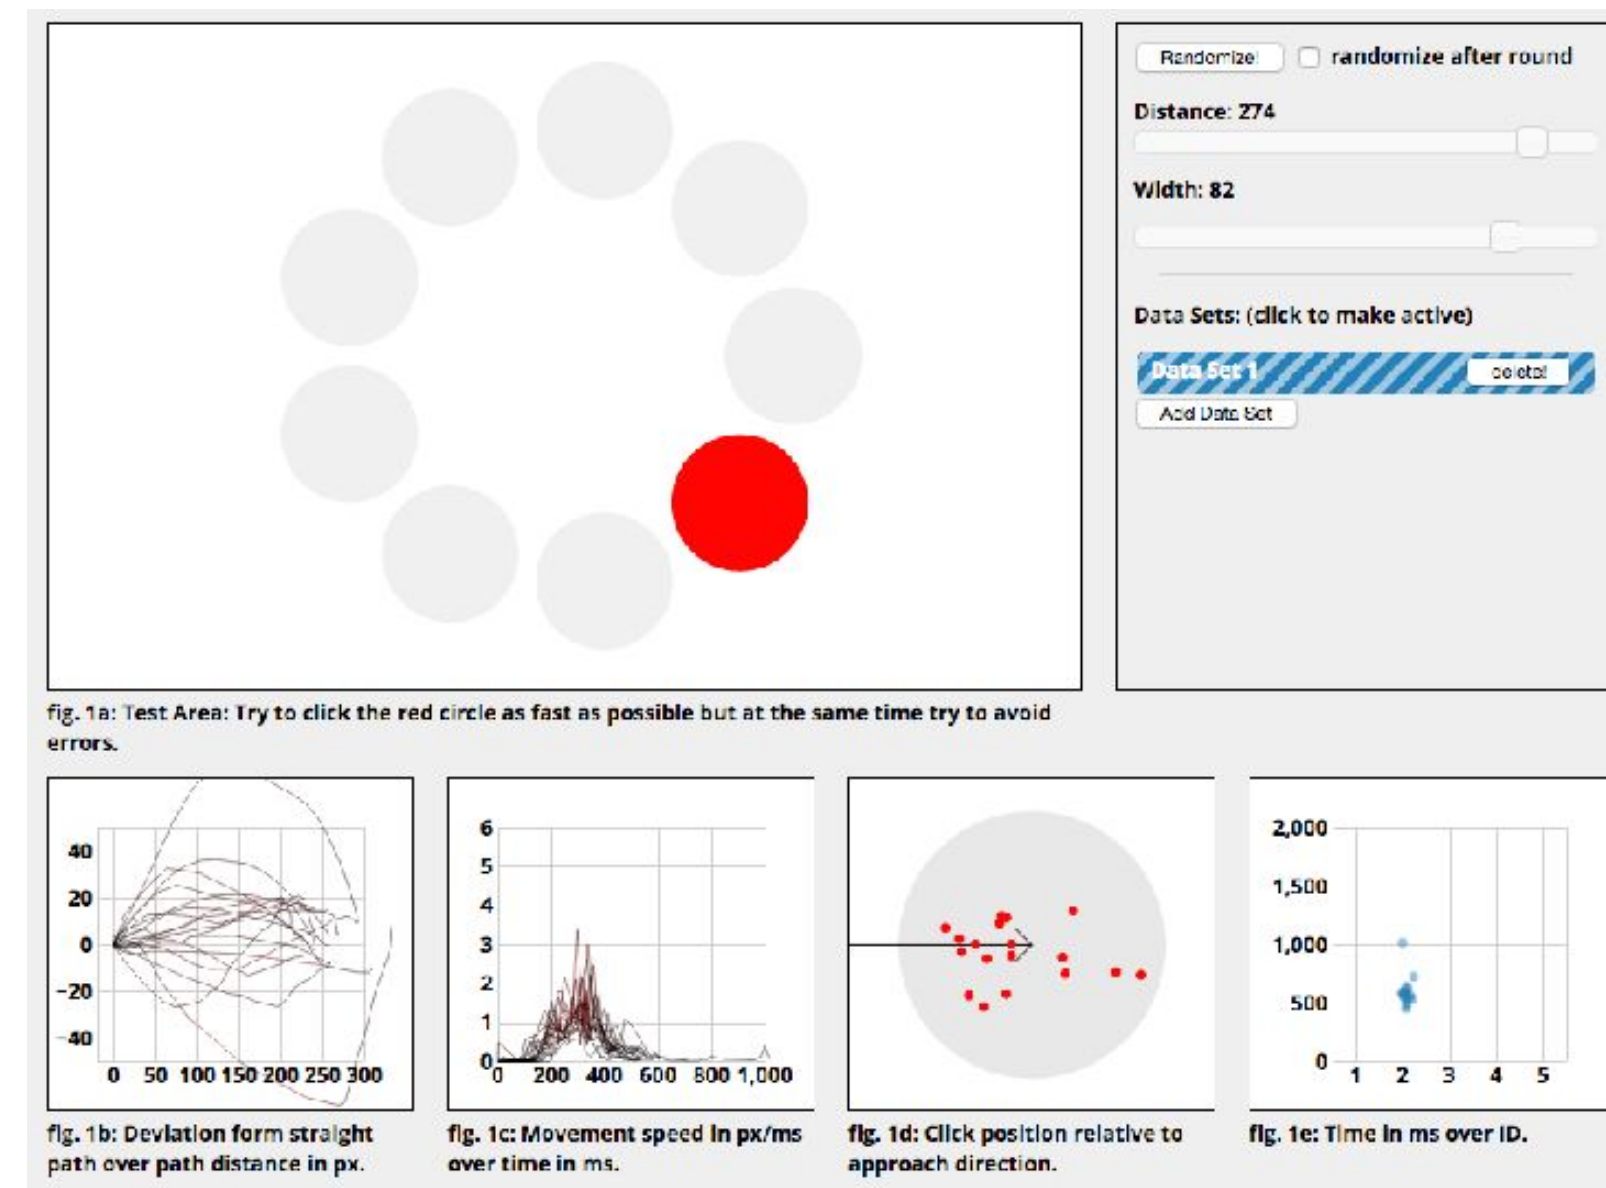 Randomize!
randomize after round
Distance: 274
Width: 82
Data Sets: (click to make active)
Data Set 1
delete!
Add Data Set
fig. 1a: Test Area: Try to click the red circle as fast as possible but at the same time try to avoid
errors.
40
20
0
−20
−40
0 50 100 150 200 250 300
6
5
4
3
2
1
0
0 200 400 600 800 1,000
2,000
1,500
1,000
500
0
1 2 3 4 5
fig. 1b: Deviation form straight
path over path distance in px.
fig. 1c: Movement speed in px/ms
over time in ms.
fig. 1d: Click position relative to
approach direction.
fig. 1e: Time in ms over ID.